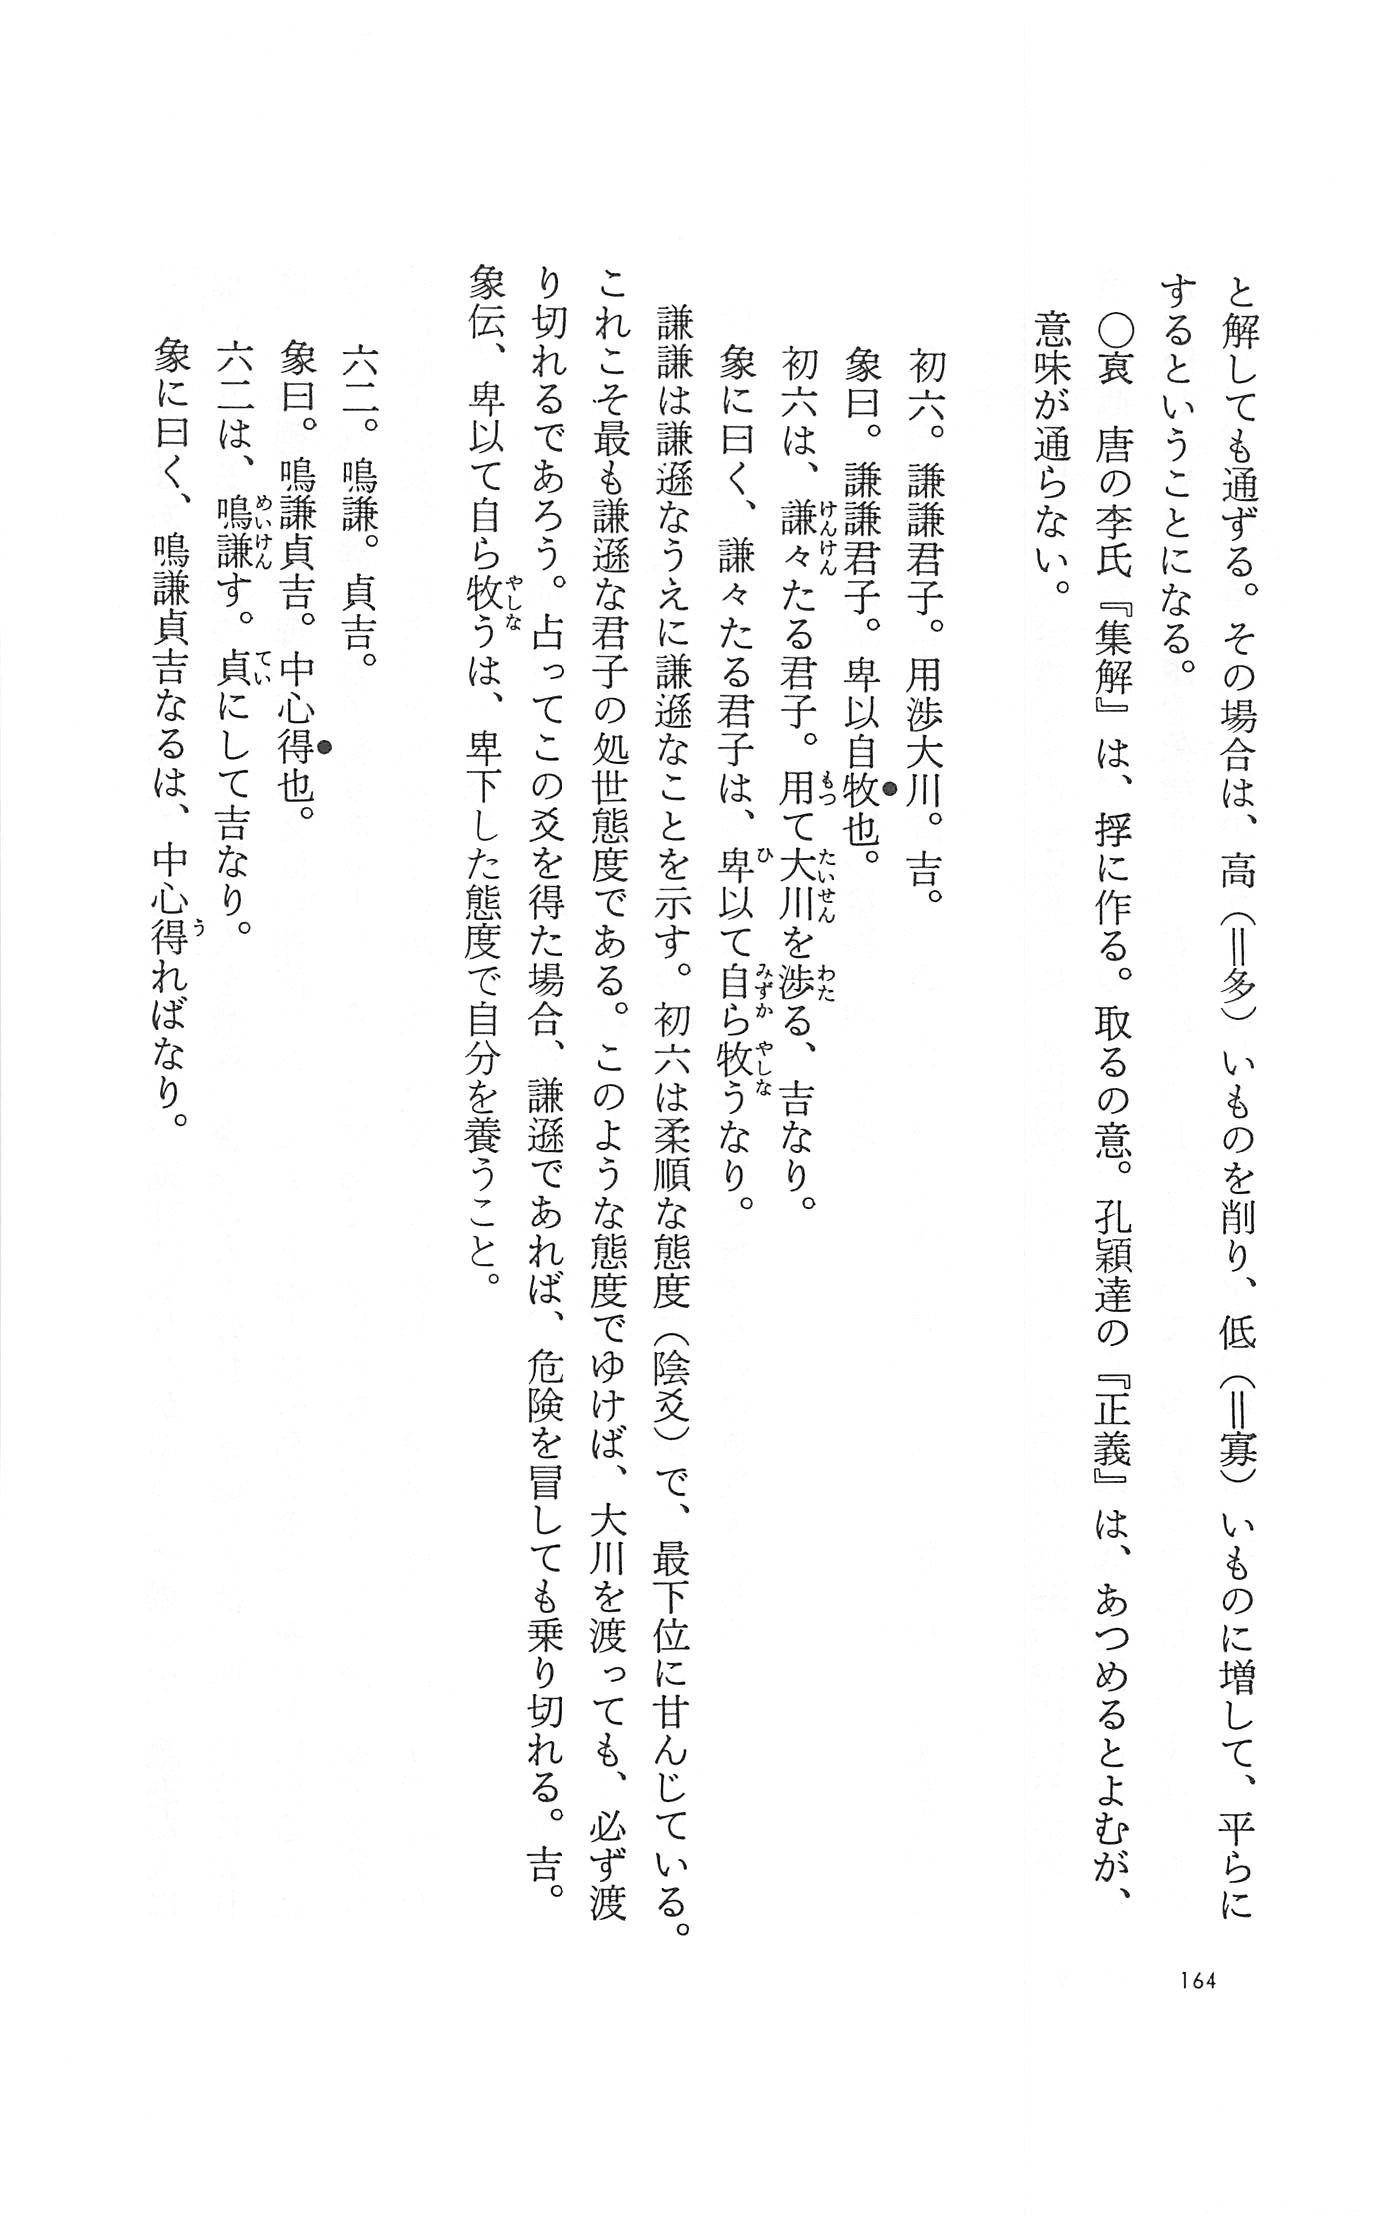 と解しても通ずる。その場合は、高（＝多）いものを削り、低（＝寡）いものに増して、平らに
するということになる。
〇裒　唐の李氏『集解』は、捊に作る。取るの意。孔穎達の『正義』は、あつめるとよむが、
意味が通らない。
初六。謙謙君子。用渉大川。吉。
象曰。謙謙君子。卑以自牧也。
初六は、謙々たる君子。用て大川を渉る、吉なり。
象に曰く、謙々たる君子は、卑以て自ら牧うなり。
謙謙は謙遜なうえに謙遜なことを示す。初六は柔順な態度（陰爻）で、最下位に甘んじている。
これこそ最も謙遜な君子の処世態度である。このような態度でゆけば、大川を渡っても、必ず渡
り切れるであろう。占ってこの爻を得た場合、謙遜であれば、危険を冒しても乗り切れる。吉。
象伝、卑以て自ら牧うは、卑下した態度で自分を養うこと。
六二。鳴謙。貞吉。
象曰。鳴謙貞吉。中心得也。
六二は、鳴謙す。貞にして吉なり。
象に曰く、鳴謙貞吉なるは、中心得ればなり。
164